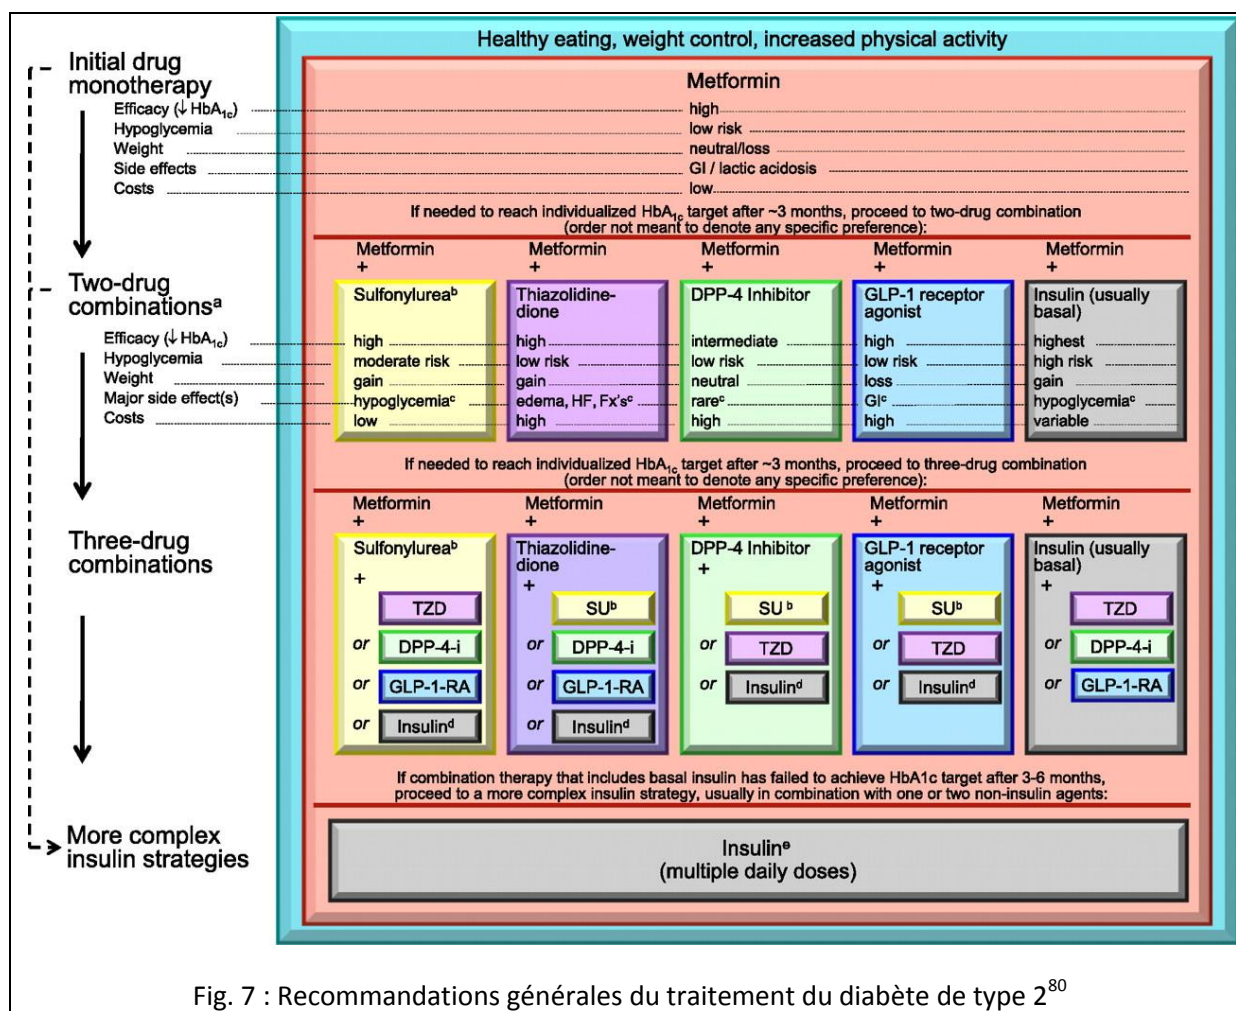 Healthy eating, weight control, increased physical activity
Initial drug
monotherapy
Metformin
Efficacy (↓ HbA1c) high
Hypoglycemia low risk
Weight neutral/loss
Side effects GI / lactic acidosis
Costs low
If needed to reach individualized HbA1c target after ~3 months, proceed to two-drug combination
(order not meant to denote any specific preference):
Metformin Metformin Metformin Metformin Metformin
+ + + + +
Two-drug
combinationsa
Sulfonylureab Thiazolidine- DPP-4 Inhibitor GLP-1 receptor Insulin (usually
dione agonist basal)
Efficacy (↓ HbA1c) high high intermediate high highest
Hypoglycemia moderate risk low risk low risk low risk high risk
Weight gain gain neutral loss gain
Major side effect(s) hypoglycemiac edema, HF, Fx'sc rarec GIc hypoglycemiac
Costs low high high high variable
If needed to reach individualized HbA1c target after ~3 months, proceed to three-drug combination
(order not meant to denote any specific preference):
Metformin Metformin Metformin Metformin Metformin
+ + + + +
Three-drug
combinations
Sulfonylureab Thiazolidine- DPP-4 Inhibitor GLP-1 receptor Insulin (usually
dione agonist basal)
+ + + + +
TZD SUb SUb SUb TZD
or DPP-4-i or DPP-4-i or TZD or TZD or DPP-4-i
or GLP-1-RA or GLP-1-RA or Insulind or Insulind or GLP-1-RA
or Insulind or Insulind
If combination therapy that includes basal insulin has failed to achieve HbA1c target after 3-6 months,
proceed to a more complex insulin strategy, usually in combination with one or two non-insulin agents:
More complex
insulin strategies
Insuline
(multiple daily doses)
Fig. 7 : Recommandations générales du traitement du diabète de type 280